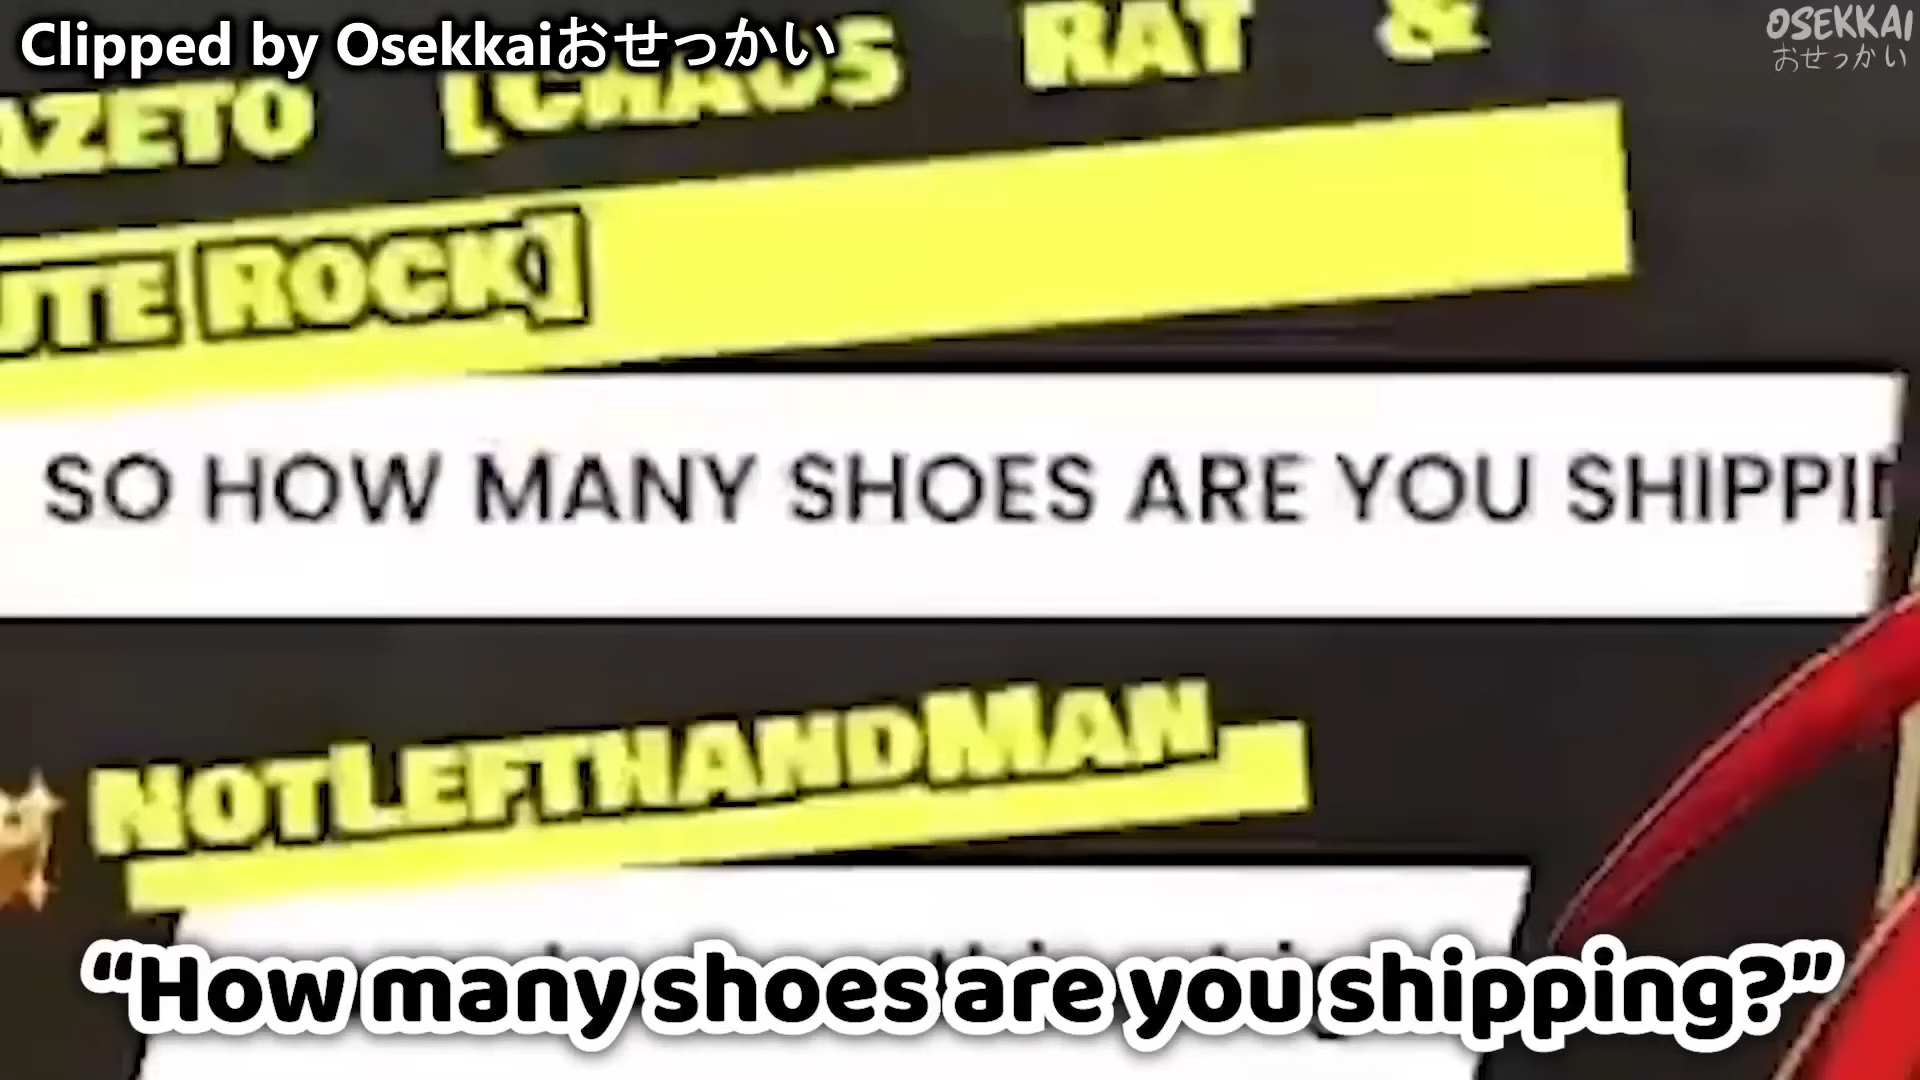 Clipped by Osekkaiおせっかい
OSEKKAI
おせっかい
AZETO [CHAOS RAT &
UTE ROCK]
SO HOW MANY SHOES ARE YOU SHIPPI
NOTLEFTHANDMAN
“How many shoes are you shipping?”